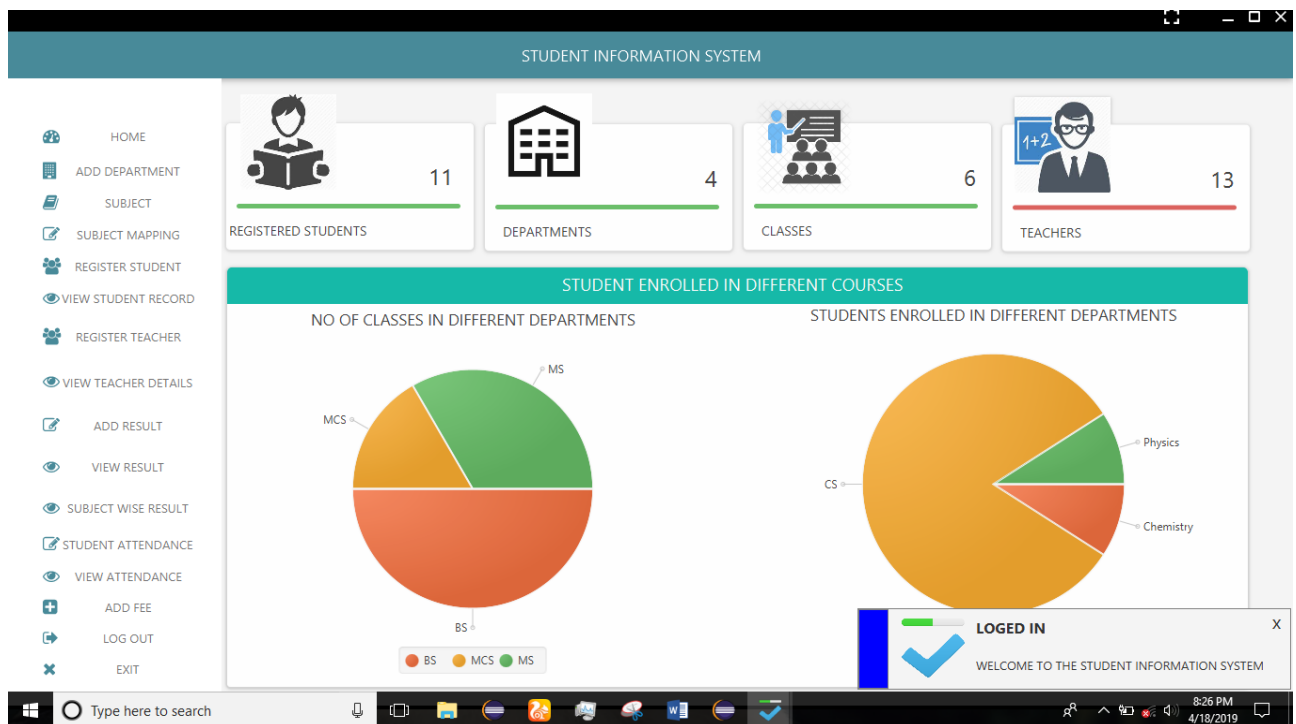 STUDENT INFORMATION SYSTEM
HOME
ADD DEPARTMENT
SUBJECT
SUBJECT MAPPING
REGISTER STUDENT
VIEW STUDENT RECORD
REGISTER TEACHER
VIEW TEACHER DETAILS
ADD RESULT
VIEW RESULT
SUBJECT WISE RESULT
STUDENT ATTENDANCE
VIEW ATTENDANCE
ADD FEE
LOG OUT
EXIT
11
REGISTERED STUDENTS
4
DEPARTMENTS
6
CLASSES
1+2
13
TEACHERS
STUDENT ENROLLED IN DIFFERENT COURSES
NO OF CLASSES IN DIFFERENT DEPARTMENTS
MS
MCS
BS
BS MCS MS
STUDENTS ENROLLED IN DIFFERENT DEPARTMENTS
Physics
CS
Chemistry
LOGED IN
X
WELCOME TO THE STUDENT INFORMATION SYSTEM
Type here to search
8:26 PM
4/18/2019